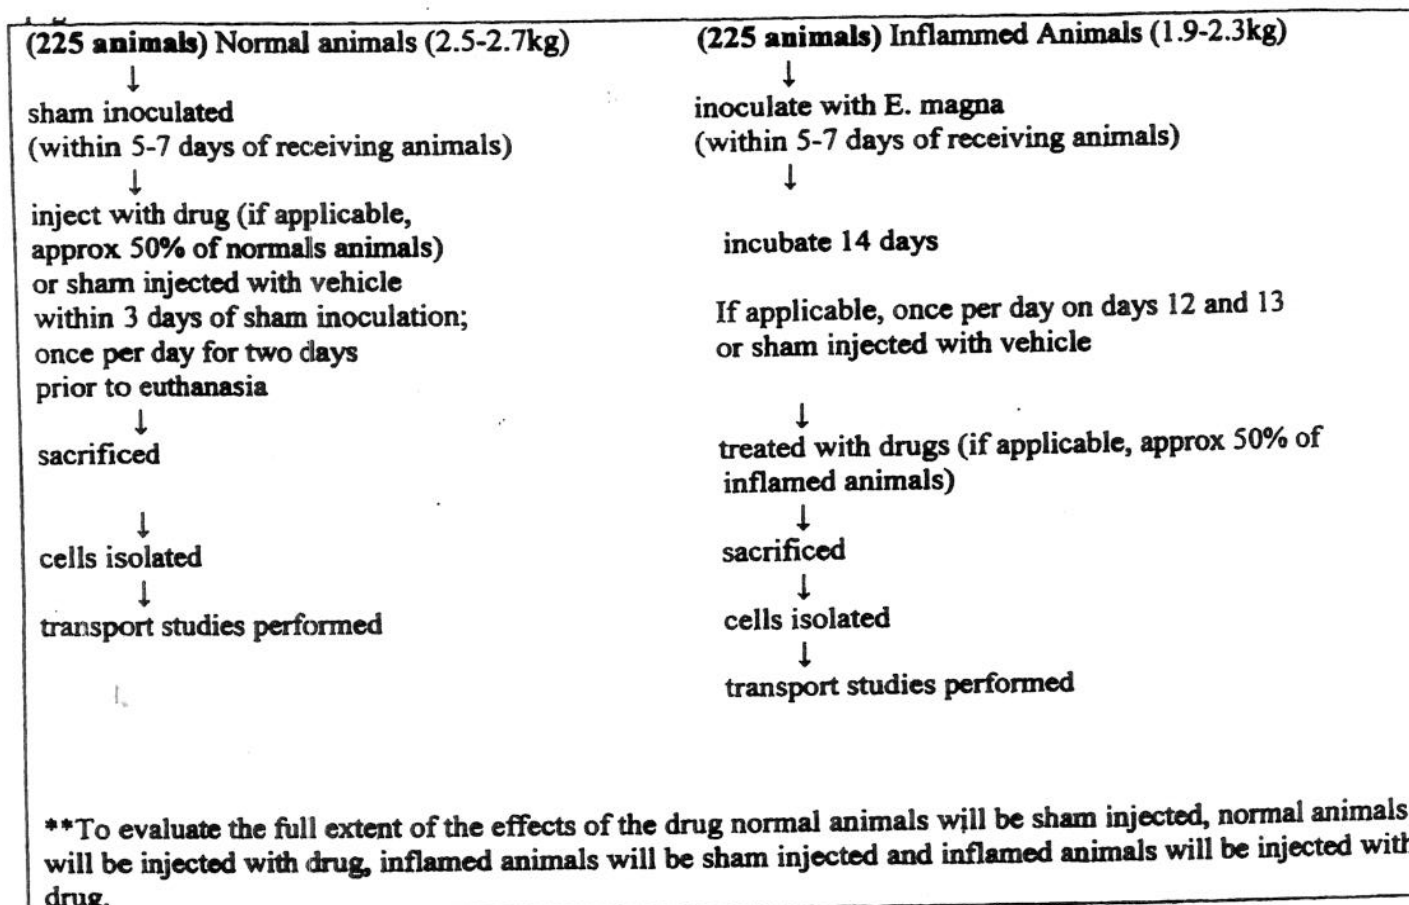 (225 animals) Normal animals (2.5-2.7kg)
↓
sham inoculated
(within 5-7 days of receiving animals)
↓
inject with drug (if applicable,
approx 50% of normals animals)
or sham injected with vehicle
within 3 days of sham inoculation;
once per day for two days
prior to euthanasia
↓
sacrificed
↓
cells isolated
↓
transport studies performed
(225 animals) Inflammed Animals (1.9-2.3kg)
↓
inoculate with E. magna
(within 5-7 days of receiving animals)
↓
incubate 14 days
If applicable, once per day on days 12 and 13
or sham injected with vehicle
↓
treated with drugs (if applicable, approx 50% of
inflamed animals)
↓
sacrificed
↓
cells isolated
↓
transport studies performed
**To evaluate the full extent of the effects of the drug normal animals will be sham injected, normal animals
will be injected with drug, inflamed animals will be sham injected and inflamed animals will be injected with
drug.